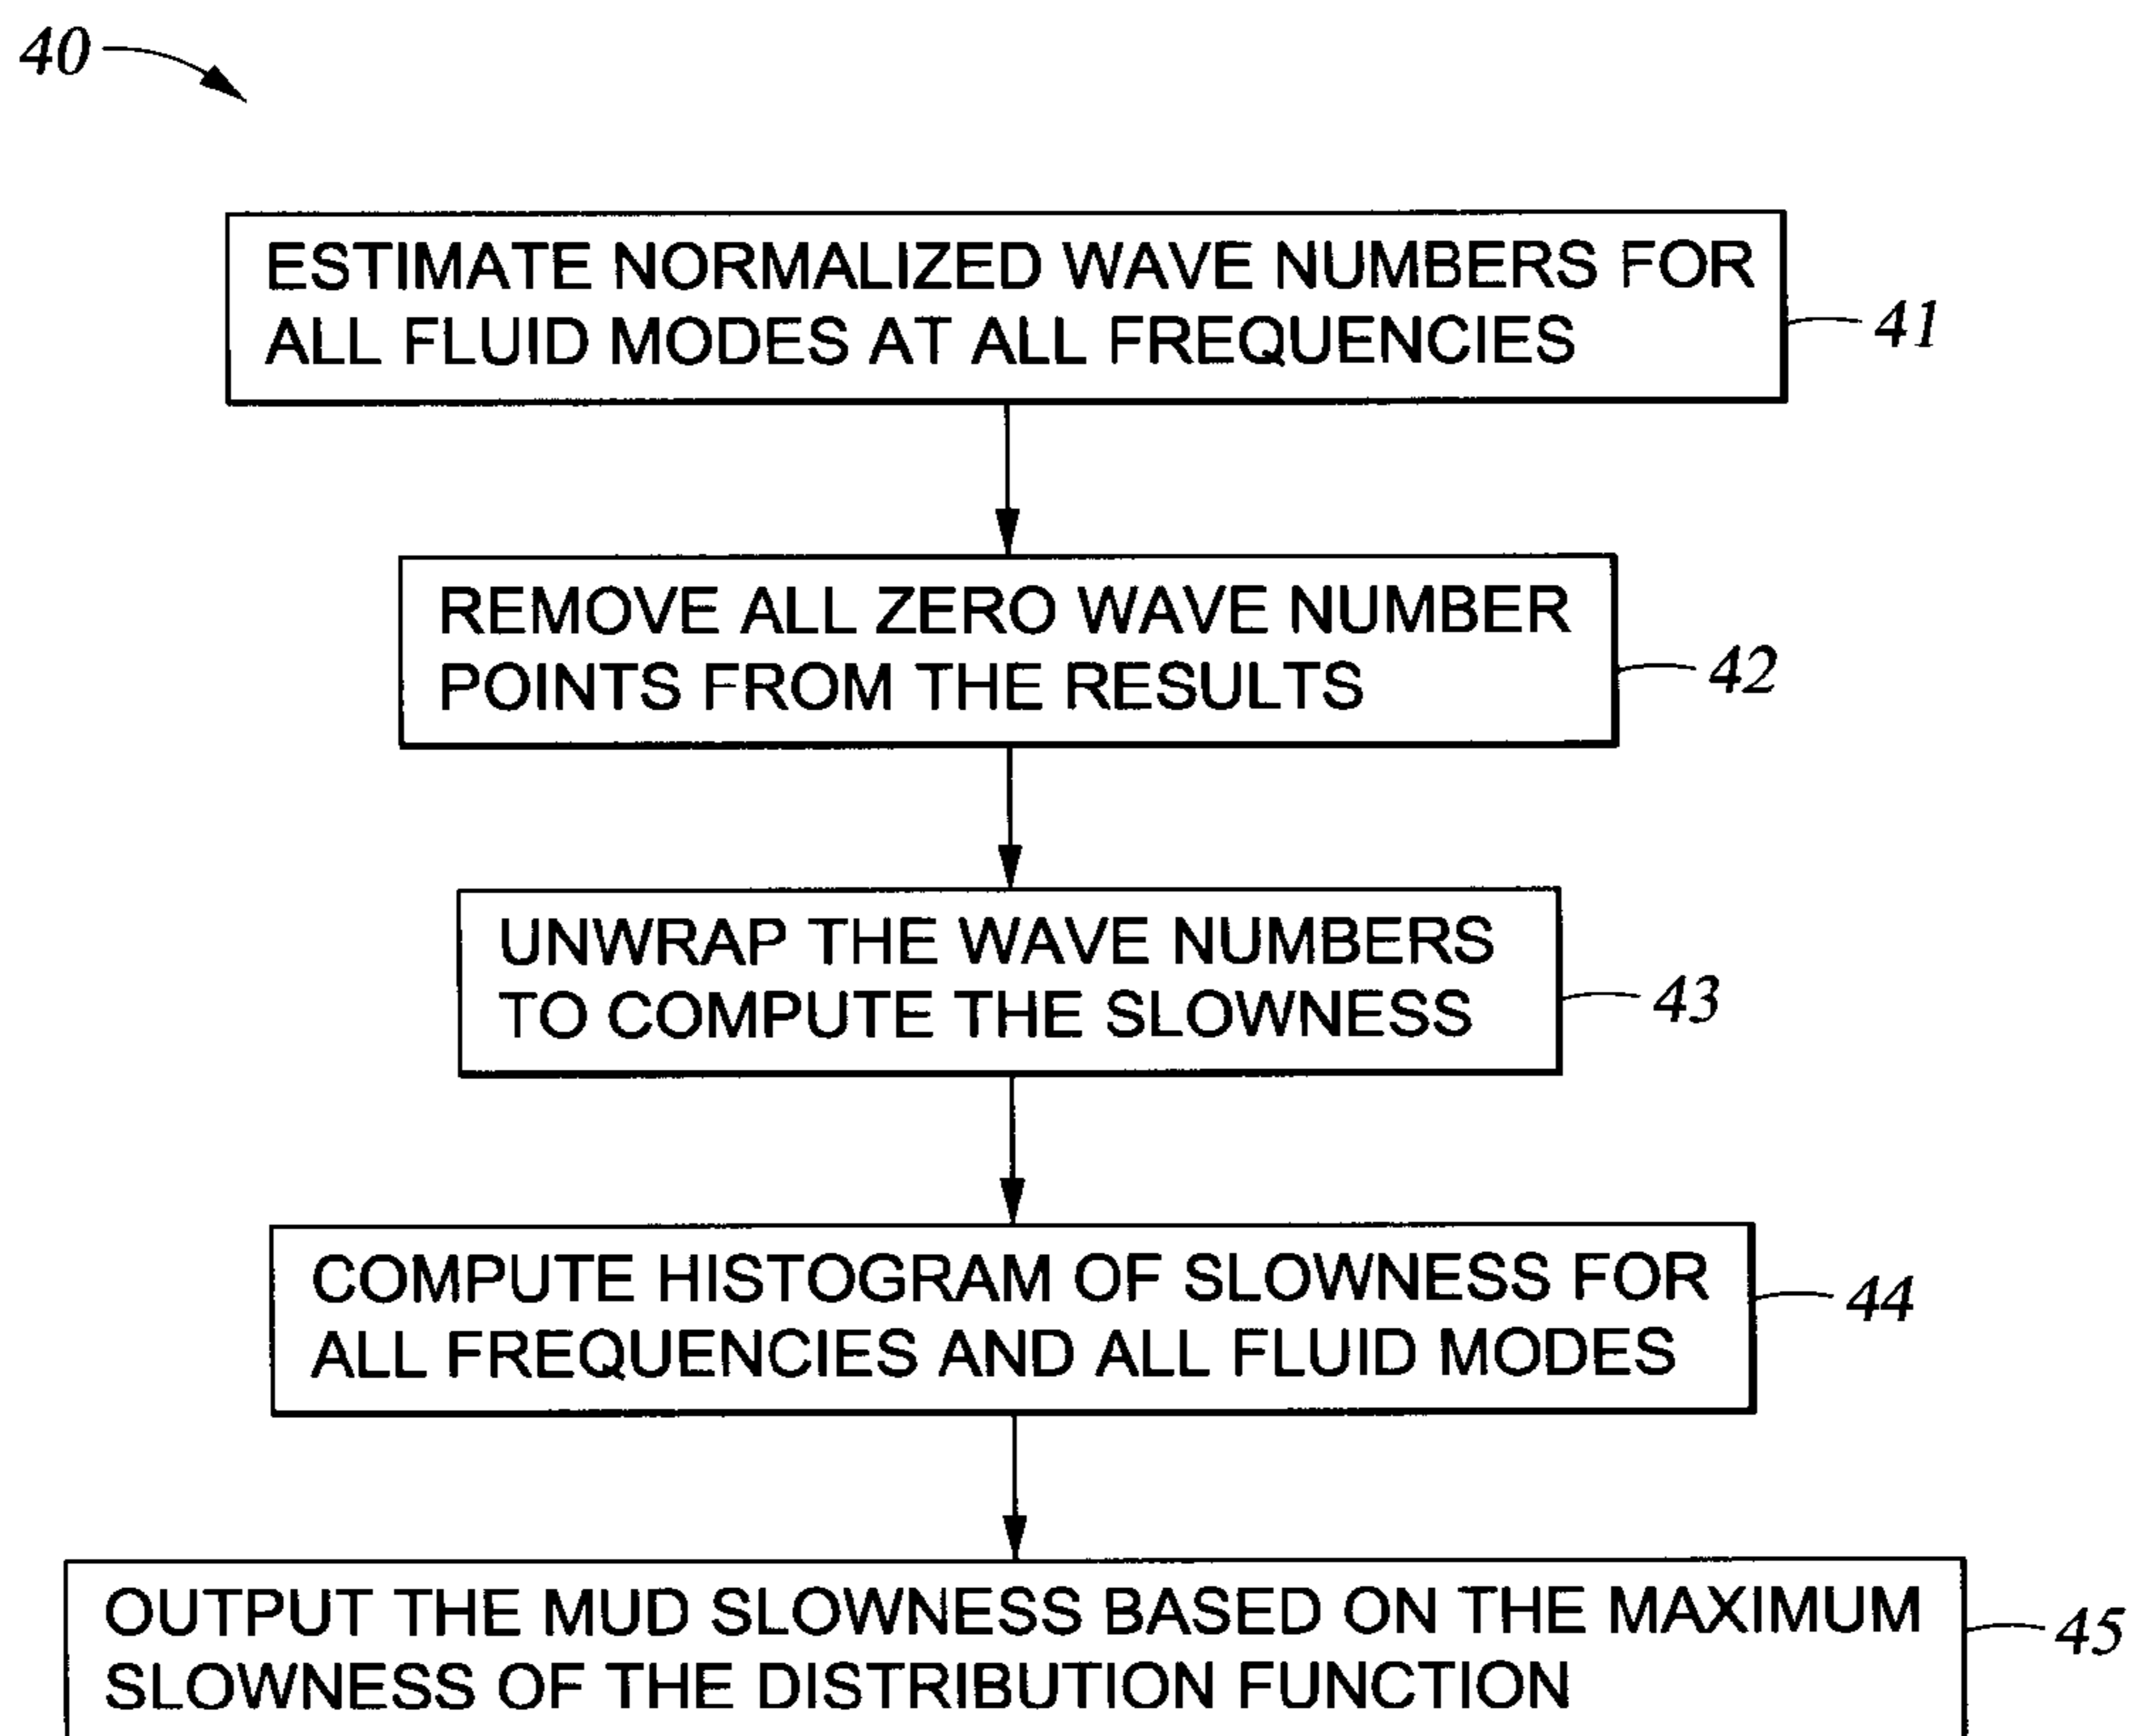 40
ESTIMATE NORMALIZED WAVE NUMBERS FOR
ALL FLUID MODES AT ALL FREQUENCIES
41
REMOVE ALL ZERO WAVE NUMBER
POINTS FROM THE RESULTS
42
UNWRAP THE WAVE NUMBERS
TO COMPUTE THE SLOWNESS
43
COMPUTE HISTOGRAM OF SLOWNESS FOR
ALL FREQUENCIES AND ALL FLUID MODES
44
OUTPUT THE MUD SLOWNESS BASED ON THE MAXIMUM
SLOWNESS OF THE DISTRIBUTION FUNCTION
45